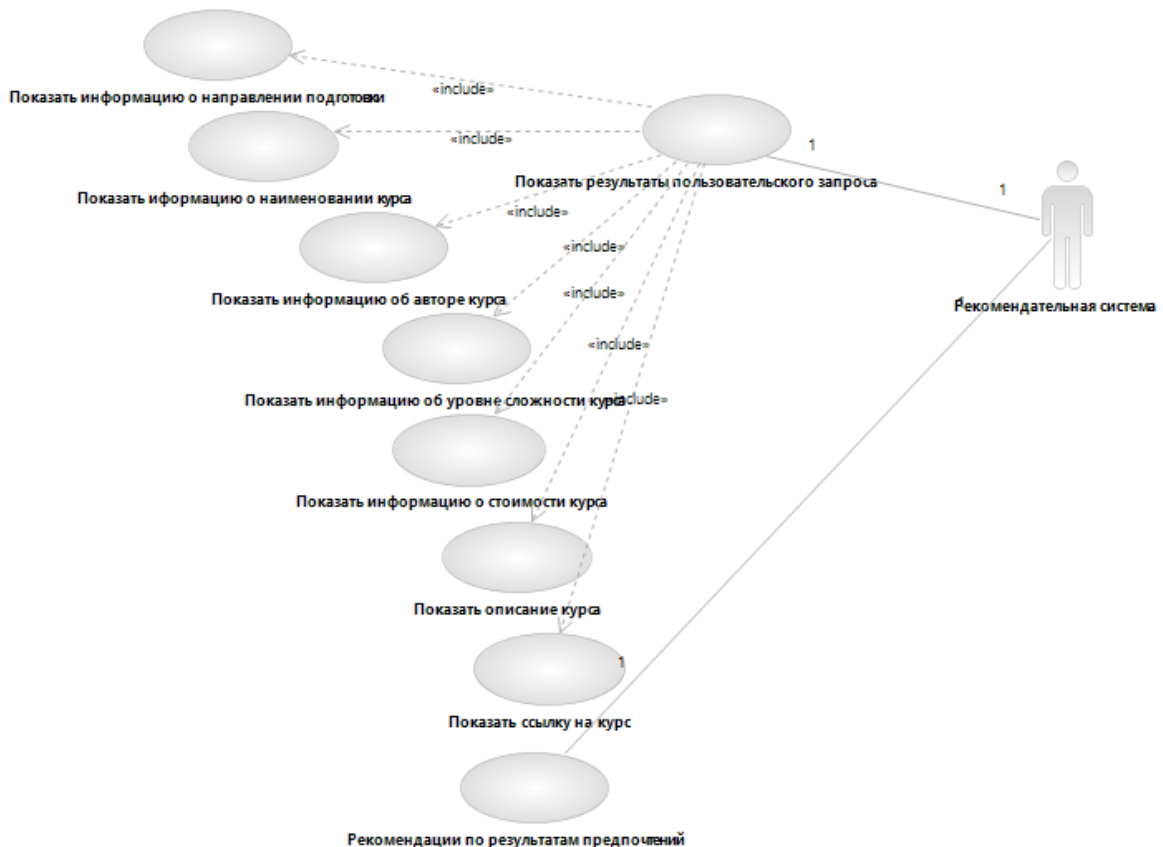 Показать информацию о направлении подготовки
«include»
«include»
1
Показать иформацию о наименовании курса
Показать результаты пользовательского запроса
1
«include»
«include»
Показать информацию об авторе курса
«include»
1
Рекомендательная система
«include»
Показать информацию об уровне сложности курса
«include»
Показать информацию о стоимости курса
Показать описание курса
1
Показать ссылку на курс
Рекомендации по результатам предпочтений